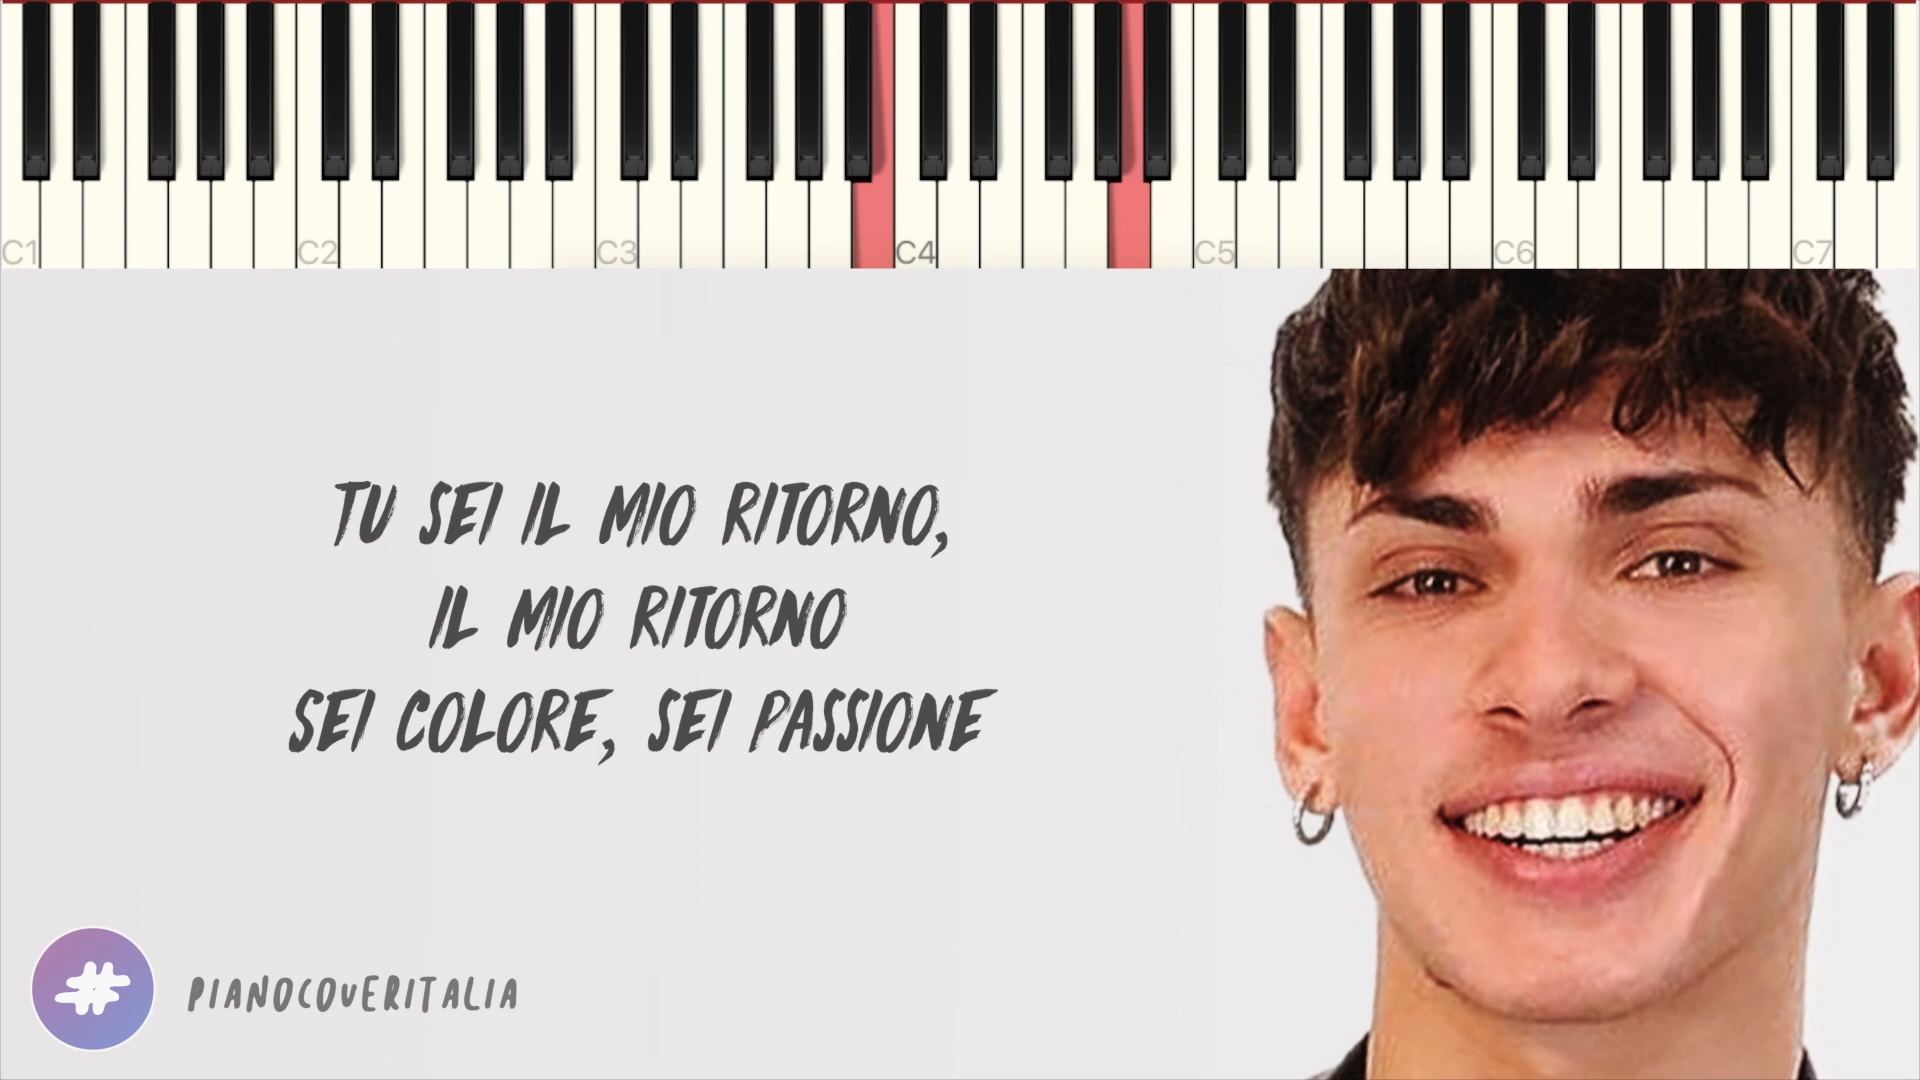 C1 C2 C3 C4 C5 C6 C7
TU SEI IL MIO RITORNO,
IL MIO RITORNO
SEI COLORE, SEI PASSIONE
# PIANOCOVERITALIA